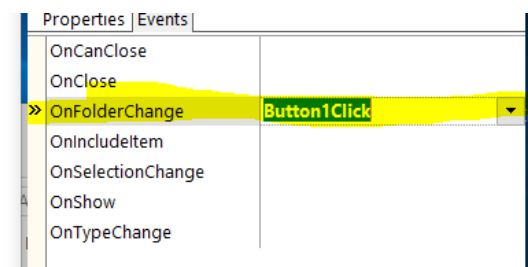 Properties Events
OnCanClose
OnClose
» OnFolderChange Button1Click
OnIncludeItem
OnSelectionChange
OnShow
OnTypeChange